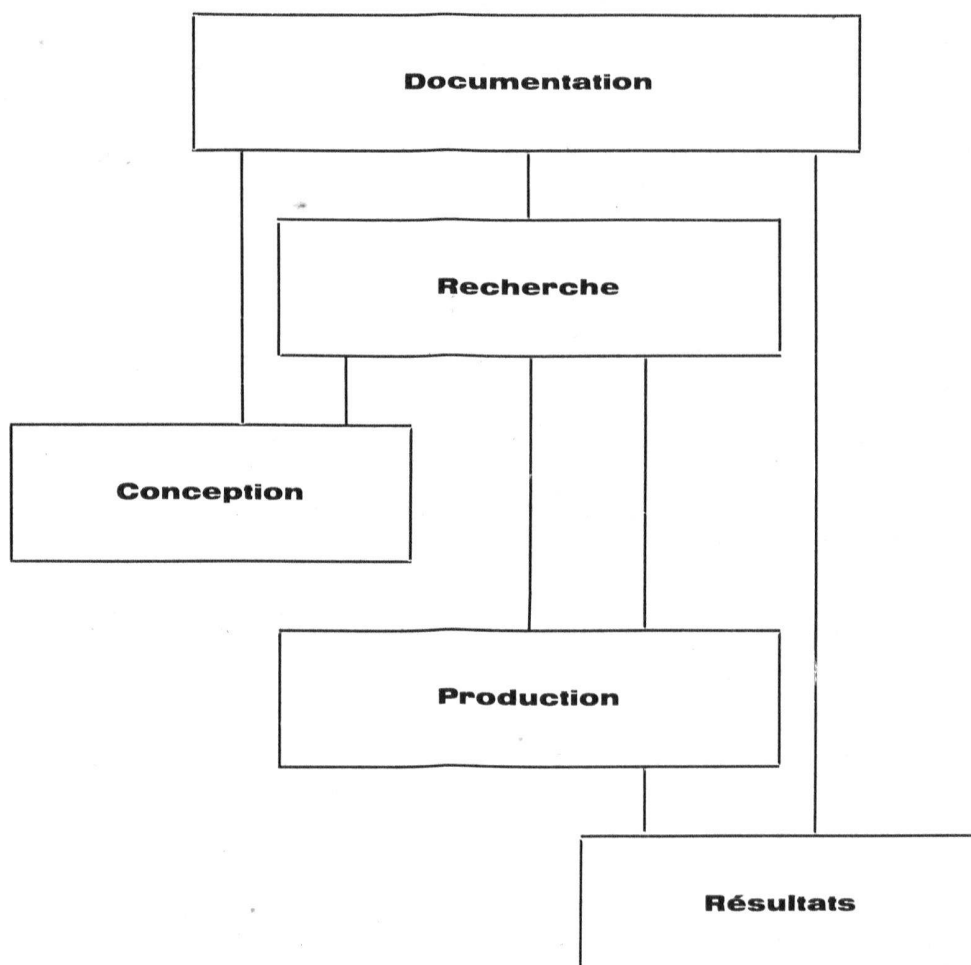 Documentation
Recherche
Conception
Production
Résultats